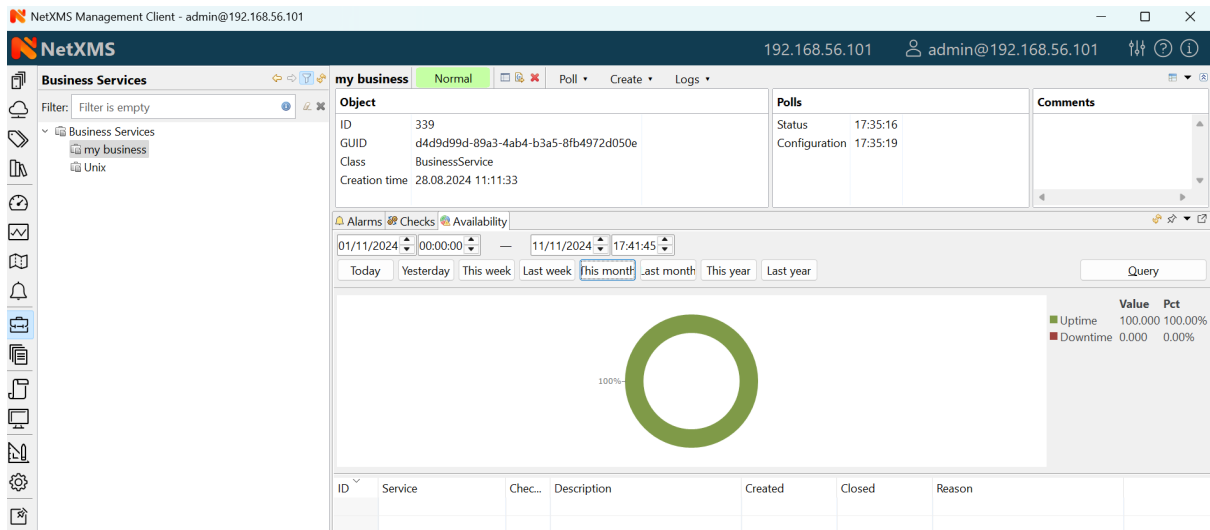 NetXMS Management Client - admin@192.168.56.101
NetXMS
192.168.56.101
admin@192.168.56.101
Business Services
Filter:
Filter is empty
Business Services
my business
Unix
my business
Normal
Poll
Create
Logs
Object
ID 339
GUID d4d9d99d-89a3-4ab4-b3a5-8fb4972d050e
Class BusinessService
Creation time 28.08.2024 11:11:33
Polls
Status 17:35:16
Configuration 17:35:19
Comments
Alarms Checks Availability
01/11/2024 00:00:00 — 11/11/2024 17:41:45
Today Yesterday This week Last week This month Last month This year Last year Query
100%
Value Pct
Uptime 100.000 100.00%
Downtime 0.000 0.00%
ID Service Chec... Description Created Closed Reason